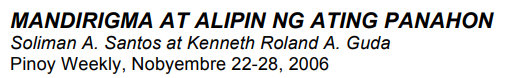 MANDIRIGMA AT ALIPIN NG ATING PANAHON
Soliman A. Santos at Kenneth Roland A. Guda
Pinoy Weekly, Nobyembre 22-28, 2006